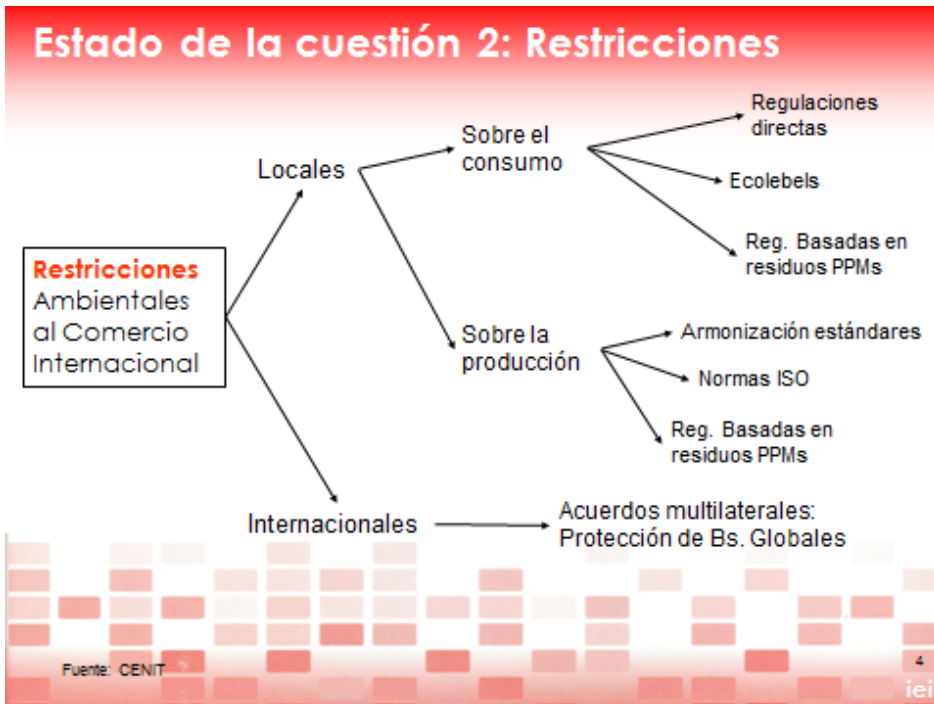 Estado de la cuestión 2: Restricciones
Restricciones
Ambientales
al Comercio
Internacional
Locales
Sobre el
consumo
Regulaciones
directas
Ecolebels
Reg. Basadas en
residuos PPMs
Sobre la
producción
Armonización estándares
Normas ISO
Reg. Basadas en
residuos PPMs
Internacionales
Acuerdos multilaterales:
Protección de Bs. Globales
Fuente: CENIT
4
iei